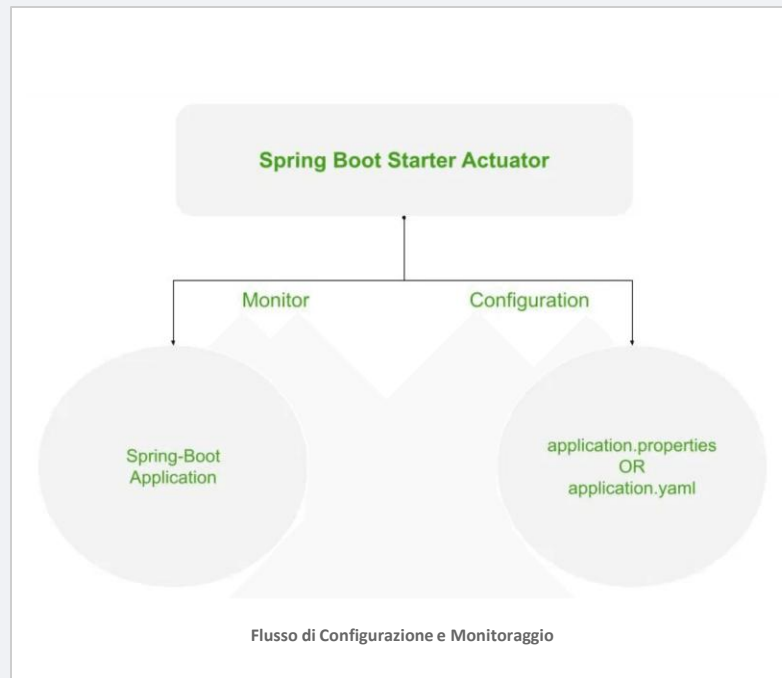 Spring Boot Starter Actuator
Monitor
Configuration
Spring-Boot
Application
application.properties
OR
application.yaml
Flusso di Configurazione e Monitoraggio